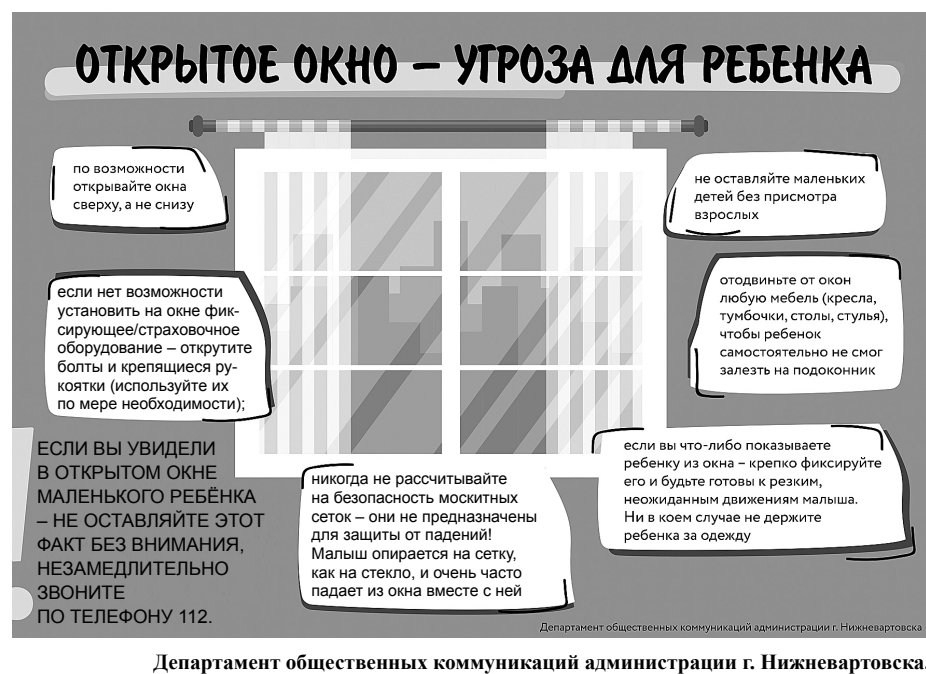 ОТКРЫТОЕ ОКНО – УГРОЗА ДЛЯ РЕБЕНКА
по возможности
открывайте окна
сверху, а не снизу
если нет возможности
установить на окне фик-
сирующее/страховочное
оборудование – открутите
болты и крепящиеся ру-
коятки (используйте их
по мере необходимости);
ЕСЛИ ВЫ УВИДЕЛИ
В ОТКРЫТОМ ОКНЕ
МАЛЕНЬКОГО РЕБЁНКА
– НЕ ОСТАВЛЯЙТЕ ЭТОТ
ФАКТ БЕЗ ВНИМАНИЯ,
НЕЗАМЕДЛИТЕЛЬНО
ЗВОНИТЕ
ПО ТЕЛЕФОНУ 112.
никогда не рассчитывайте
на безопасность москитных
сеток – они не предназначены
для защиты от падений!
Малыш опирается на сетку,
как на стекло, и очень часто
падает из окна вместе с ней
не оставляйте маленьких
детей без присмотра
взрослых
отодвиньте от окон
любую мебель (кресла,
тумбочки, столы, стулья),
чтобы ребенок
самостоятельно не смог
залезть на подоконник
если вы что-либо показываете
ребенку из окна – крепко фиксируйте
его и будьте готовы к резким,
неожиданным движениям малыша.
Ни в коем случае не держите
ребенка за одежду
Департамент общественных коммуникаций администрации г. Нижневартовска
Департамент общественных коммуникаций администрации г. Нижневартовска.